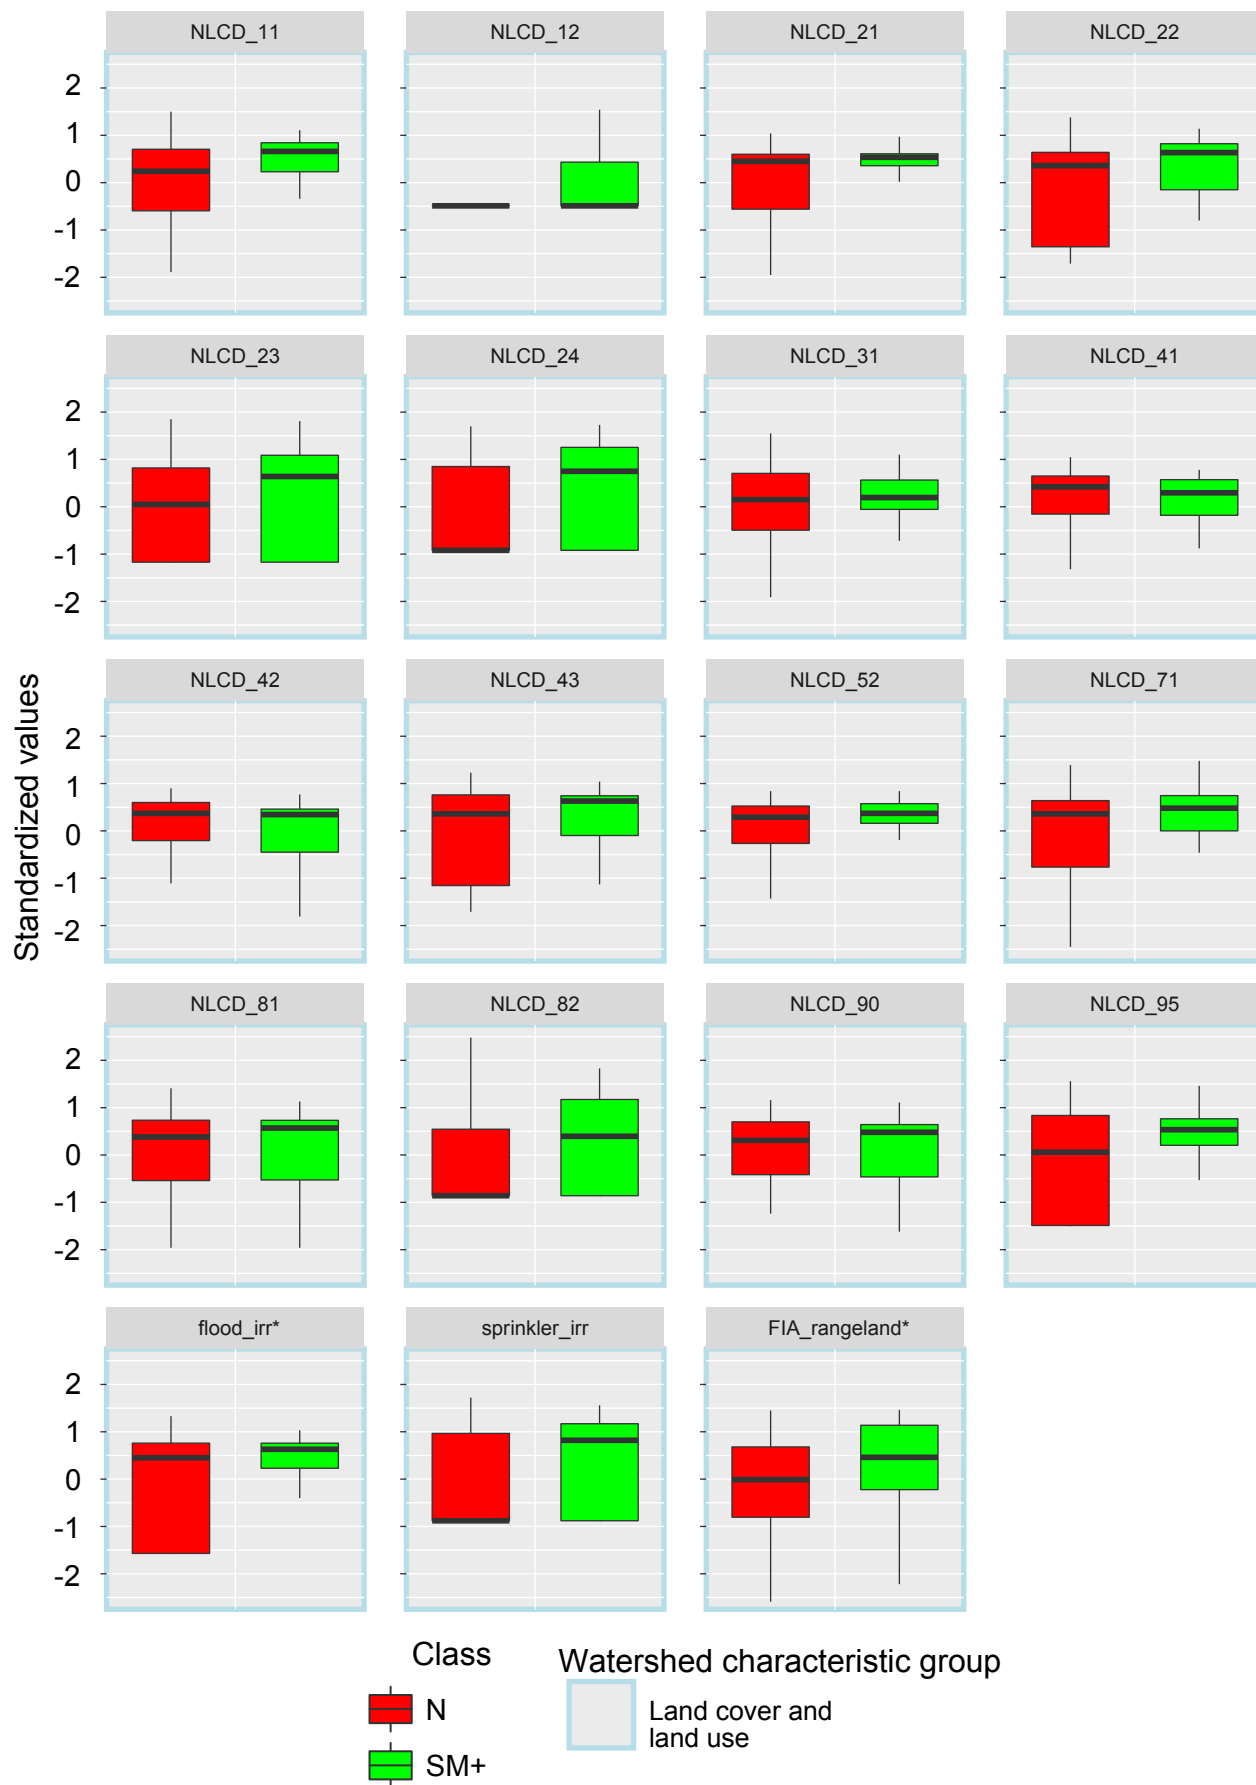 NLCD_11 NLCD_12 NLCD_21 NLCD_22
2
1
0
-1
-2
NLCD_23 NLCD_24 NLCD_31 NLCD_41
2
1
0
-1
-2
NLCD_42 NLCD_43 NLCD_52 NLCD_71
2
1
0
-1
-2
Standardized values
NLCD_81 NLCD_82 NLCD_90 NLCD_95
2
1
0
-1
-2
flood_irr* sprinkler_irr FIA_rangeland*
2
1
0
-1
-2
Class
N
SM+
Watershed characteristic group
Land cover and
land use